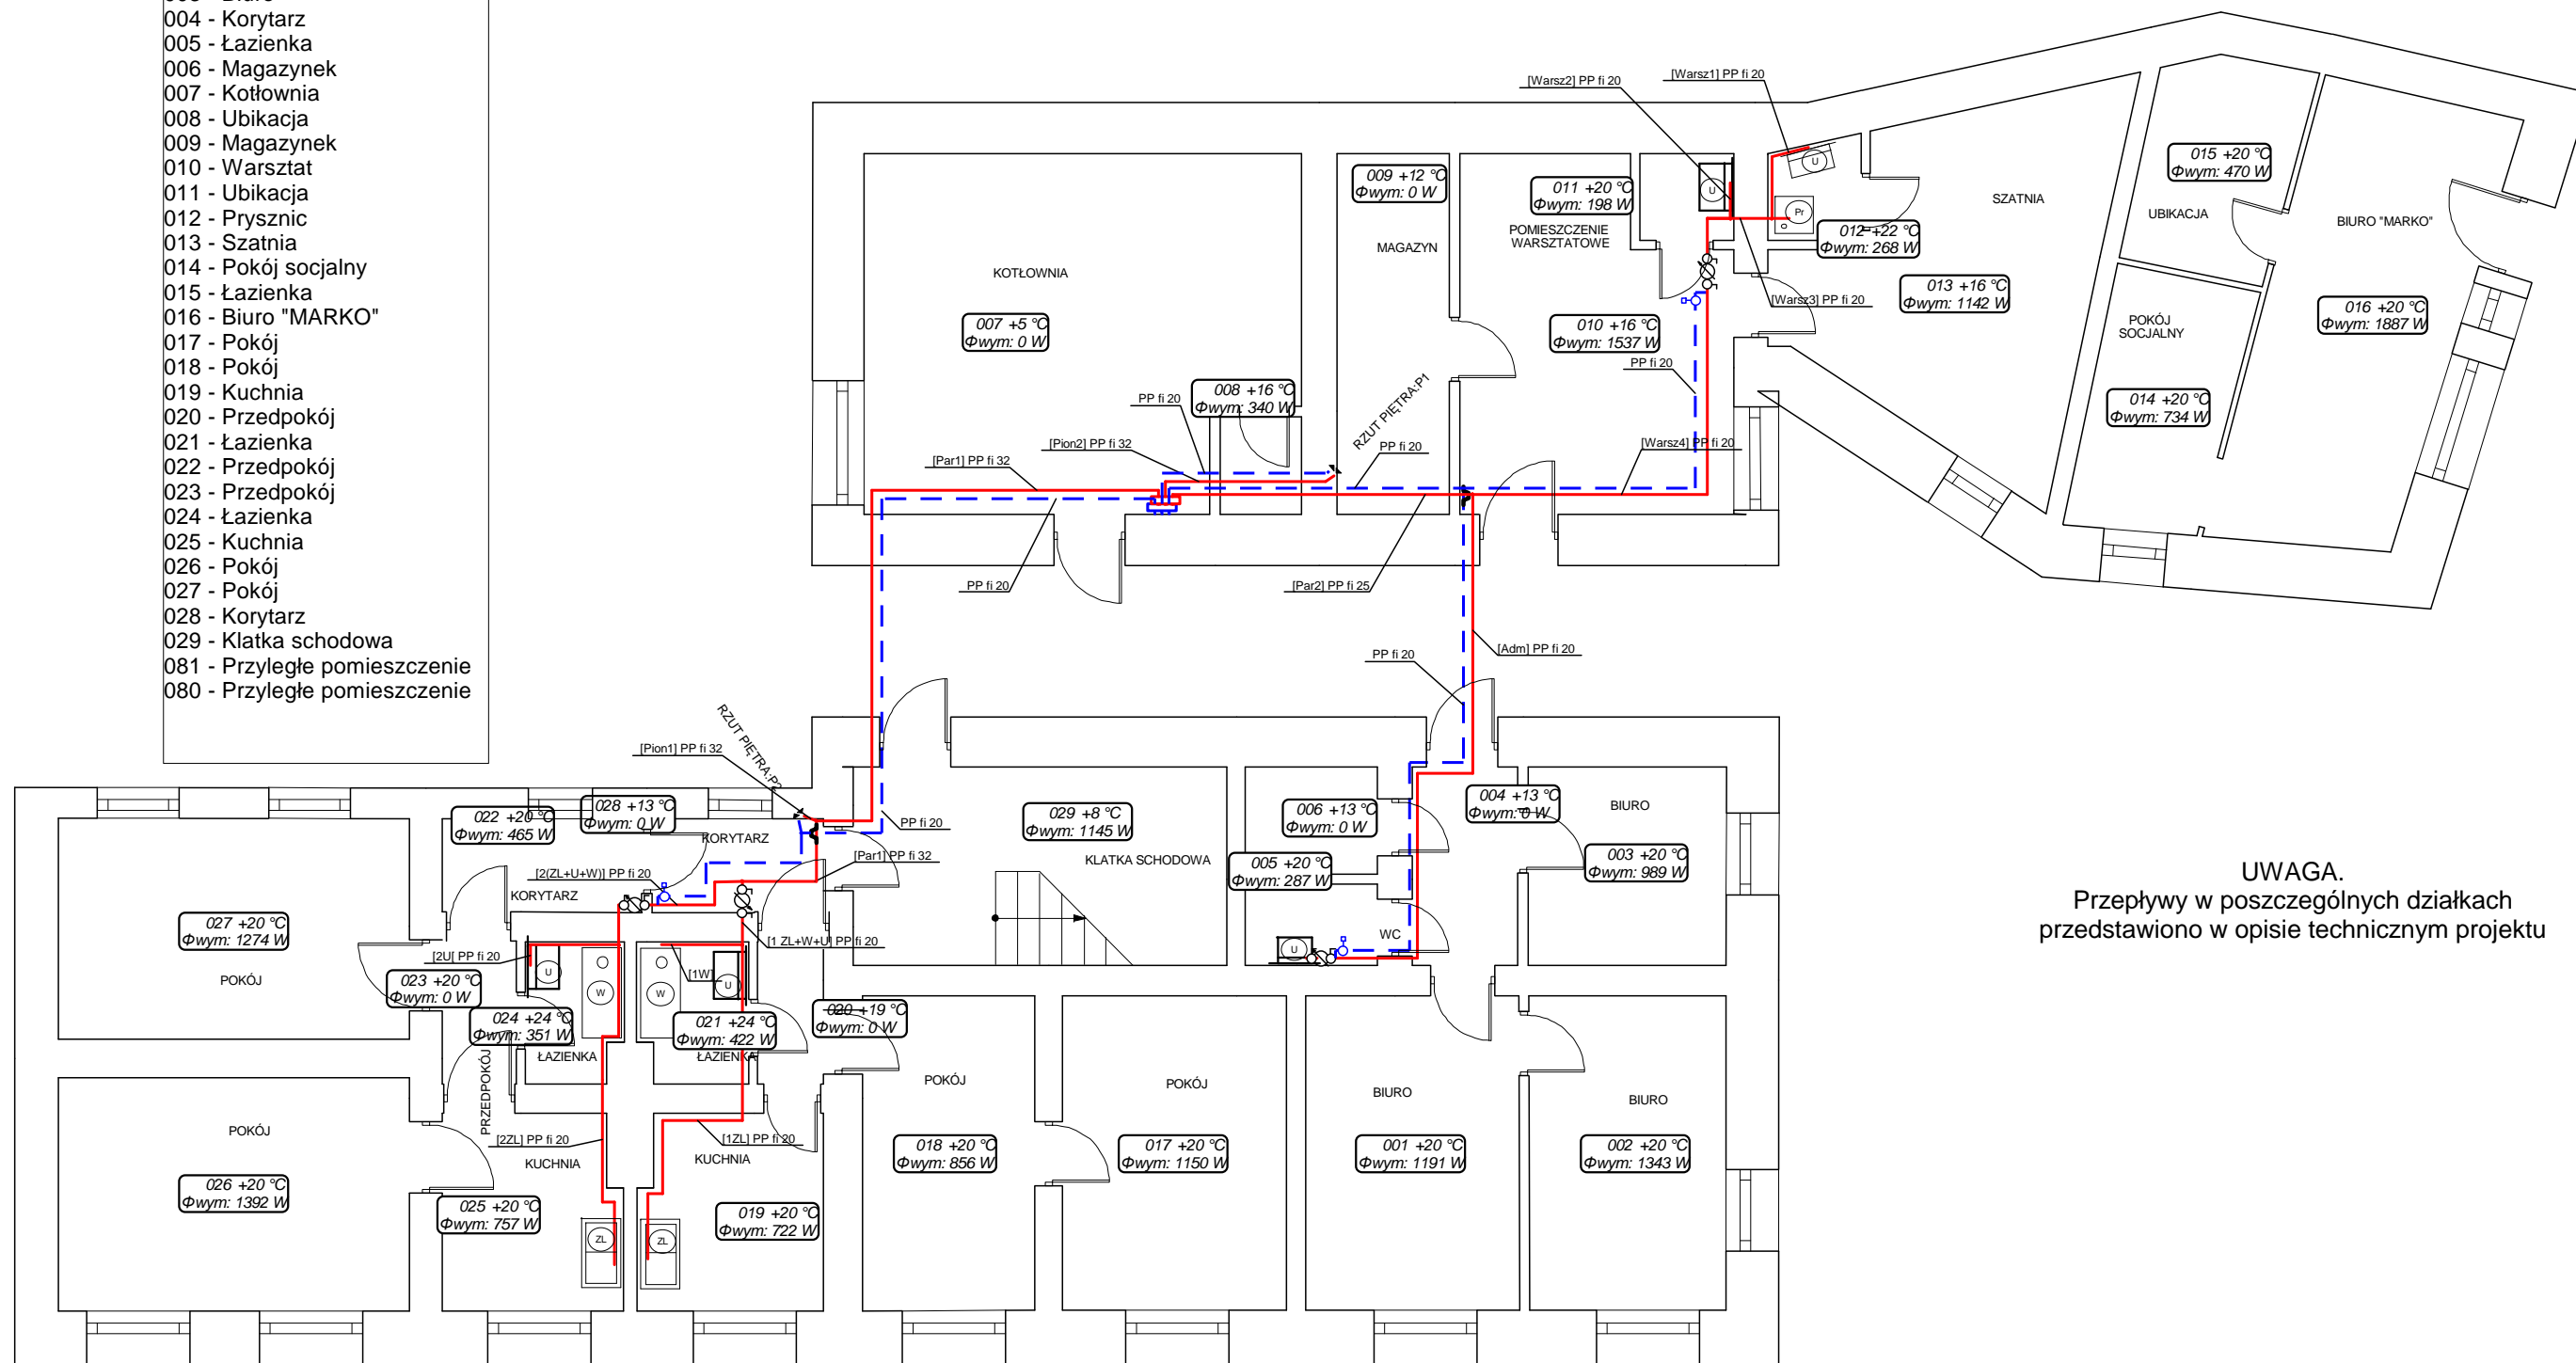 004 - Korytarz
005 - Łazienka
006 - Magazynek
007 - Kotłownia
008 - Ubikacja
009 - Magazynek
010 - Warsztat
011 - Ubikacja
012 - Prysznic
013 - Szatnia
014 - Pokój socjalny
015 - Łazienka
016 - Biuro "MARKO"
017 - Pokój
018 - Pokój
019 - Kuchnia
020 - Przedpokój
021 - Łazienka
022 - Przedpokój
023 - Przedpokój
024 - Łazienka
025 - Kuchnia
026 - Pokój
027 - Pokój
028 - Korytarz
029 - Klatka schodowa
081 - Przyległe pomieszczenie
080 - Przyległe pomieszczenie
[Warsz2] PP fi 20
[Warsz1] PP fi 20
009 +12 °C
Φwym: 0 W
011 +20 °C
Φwym: 198 W
U
U
Pr
015 +20 °C
Φwym: 470 W
SZATNIA
UBIKACJA
BIURO "MARKO"
MAGAZYN
POMIESZCZENIE
WARSZTATOWE
012 +22 °C
Φwym: 268 W
KOTŁOWNIA
[Warsz3] PP fi 20
013 +16 °C
Φwym: 1142 W
016 +20 °C
Φwym: 1887 W
POKÓJ
SOCJALNY
007 +5 °C
Φwym: 0 W
010 +16 °C
Φwym: 1537 W
PP fi 20
008 +16 °C
Φwym: 340 W
PP fi 20
RZUT PIĘTRA:P1
014 +20 °C
Φwym: 734 W
[Pion2] PP fi 32
PP fi 20
[Warsz4] PP fi 20
[Par1] PP fi 32
PP fi 20
[Par2] PP fi 25
PP fi 20
[Adm] PP fi 20
RZUT PIĘTRA:P2
[Pion1] PP fi 32
022 +20 °C
Φwym: 465 W
028 +13 °C
Φwym: 0 W
KORYTARZ
PP fi 20
029 +8 °C
Φwym: 1145 W
006 +13 °C
Φwym: 0 W
004 +13 °C
Φwym: 0 W
BIURO
[Par1] PP fi 32
KLATKA SCHODOWA
005 +20 °C
Φwym: 287 W
003 +20 °C
Φwym: 989 W
[2(ZL+U+W)] PP fi 20
KORYTARZ
UWAGA.
Przepływy w poszczególnych działkach
przedstawiono w opisie technicznym projektu
027 +20 °C
Φwym: 1274 W
POKÓJ
[1 ZL+W+U] PP fi 20
WC
U
[2U[ PP fi 20
[1W]
U
W
W
U
023 +20 °C
Φwym: 0 W
024 +24 °C
Φwym: 351 W
021 +24 °C
Φwym: 422 W
020 +19 °C
Φwym: 0 W
ŁAZIENKA
ŁAZIENKA
PRZEDPOKÓJ
POKÓJ
POKÓJ
BIURO
BIURO
POKÓJ
[2ZL] PP fi 20
[1ZL] PP fi 20
KUCHNIA
KUCHNIA
018 +20 °C
Φwym: 856 W
017 +20 °C
Φwym: 1150 W
001 +20 °C
Φwym: 1191 W
002 +20 °C
Φwym: 1343 W
026 +20 °C
Φwym: 1392 W
025 +20 °C
Φwym: 757 W
019 +20 °C
Φwym: 722 W
ZL
ZL